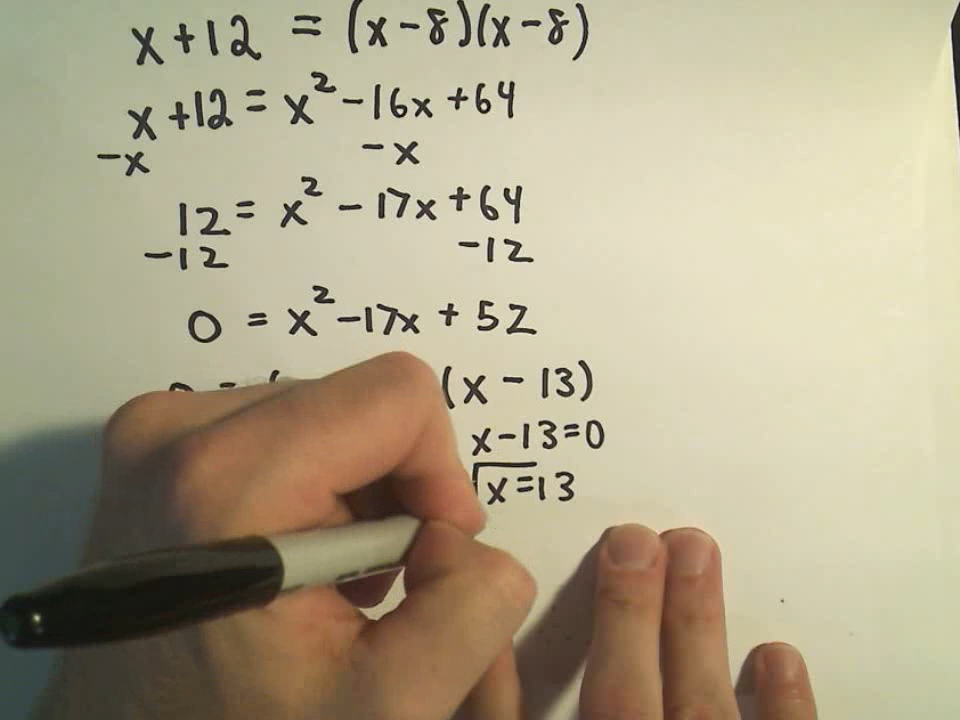 x + 12 = (x - 8)(x - 8)
x + 12 = x² - 16x + 64
-x - x
12 = x² - 17x + 64
-12 -12
0 = x² - 17x + 52
(x - 13)
x - 13 = 0
x = 13